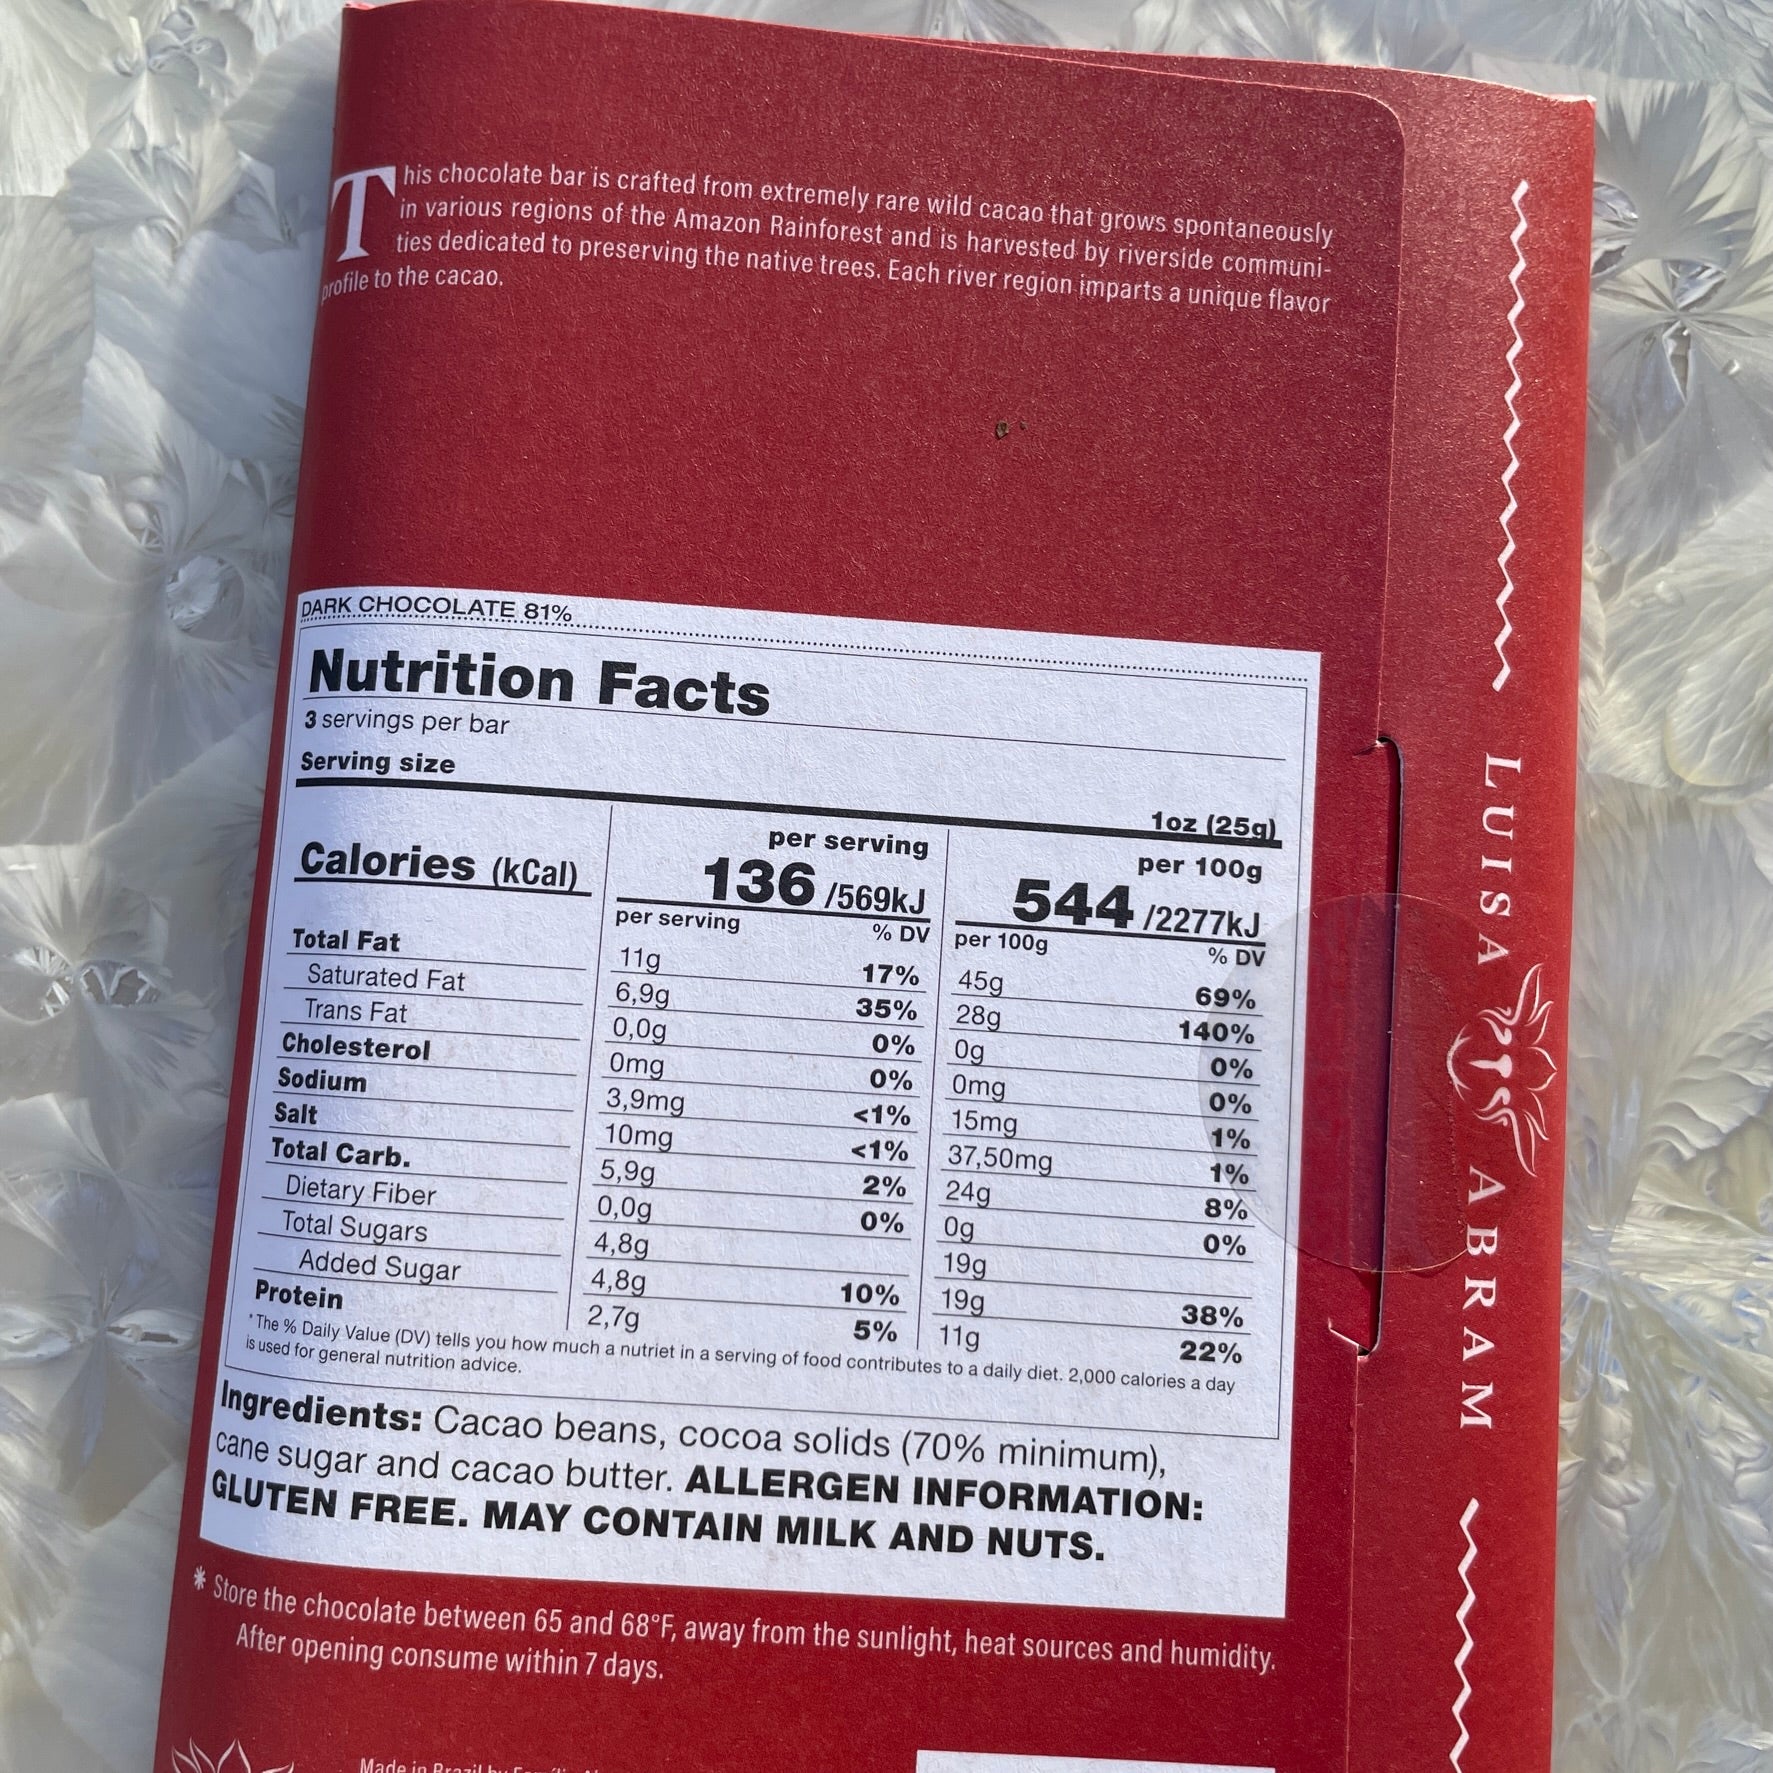 This chocolate bar is crafted from extremely rare wild cacao that grows spontaneously
in various regions of the Amazon Rainforest and is harvested by riverside communi-
ties dedicated to preserving the native trees. Each river region imparts a unique flavor
profile to the cacao.
DARK CHOCOLATE 81%
Nutrition Facts
3 servings per bar
Serving size 1oz (25g)
per serving per 100g
Calories (kCal) 136 /569kJ 544 /2277kJ
per serving % DV per 100g % DV
Total Fat 11g 17% 45g 69%
Saturated Fat 6,9g 35% 28g 140%
Trans Fat 0,0g 0% 0g 0%
Cholesterol 0mg 0% 0mg 0%
Sodium 3,9mg <1% 15mg 1%
Salt 10mg <1% 37,50mg 1%
Total Carb. 5,9g 2% 24g 8%
Dietary Fiber 0,0g 0% 0g 0%
Total Sugars 4,8g 19g
Added Sugar 4,8g 10% 19g 38%
Protein 2,7g 5% 11g 22%
*The % Daily Value (DV) tells you how much a nutriet in a serving of food contributes to a daily diet. 2,000 calories a day
is used for general nutrition advice.
Ingredients: Cacao beans, cocoa solids (70% minimum),
cane sugar and cacao butter. ALLERGEN INFORMATION:
GLUTEN FREE. MAY CONTAIN MILK AND NUTS.
* Store the chocolate between 65 and 68°F, away from the sunlight, heat sources and humidity.
After opening consume within 7 days.
Made in Brazil by
LUISA ABRAM